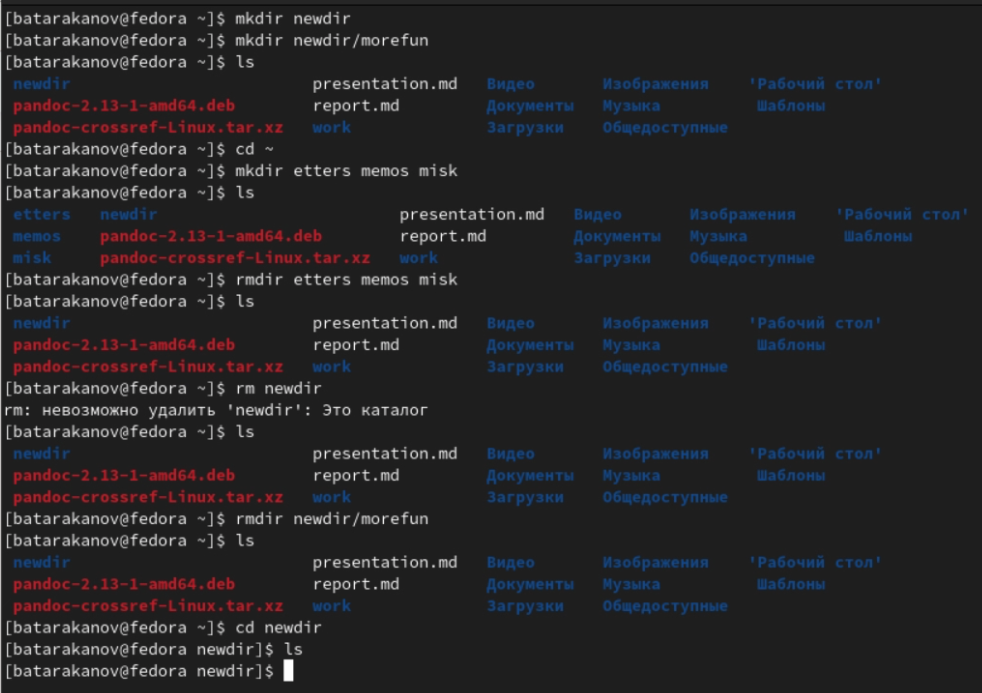 [batarakanov@fedora ~]$ mkdir newdir
[batarakanov@fedora ~]$ mkdir newdir/morefun
[batarakanov@fedora ~]$ ls
newdir presentation.md Видео Изображения 'Рабочий стол'
pandoc-2.13-1-amd64.deb report.md Документы Музыка Шаблоны
pandoc-crossref-Linux.tar.xz work Загрузки Общедоступные
[batarakanov@fedora ~]$ cd ~
[batarakanov@fedora ~]$ mkdir etters memos misk
[batarakanov@fedora ~]$ ls
etters newdir presentation.md Видео Изображения 'Рабочий стол'
memos pandoc-2.13-1-amd64.deb report.md Документы Музыка Шаблоны
misk pandoc-crossref-Linux.tar.xz work Загрузки Общедоступные
[batarakanov@fedora ~]$ rmdir etters memos misk
[batarakanov@fedora ~]$ ls
newdir presentation.md Видео Изображения 'Рабочий стол'
pandoc-2.13-1-amd64.deb report.md Документы Музыка Шаблоны
pandoc-crossref-Linux.tar.xz work Загрузки Общедоступные
[batarakanov@fedora ~]$ rm newdir
rm: невозможно удалить 'newdir': Это каталог
[batarakanov@fedora ~]$ ls
newdir presentation.md Видео Изображения 'Рабочий стол'
pandoc-2.13-1-amd64.deb report.md Документы Музыка Шаблоны
pandoc-crossref-Linux.tar.xz work Загрузки Общедоступные
[batarakanov@fedora ~]$ rmdir newdir/morefun
[batarakanov@fedora ~]$ ls
newdir presentation.md Видео Изображения 'Рабочий стол'
pandoc-2.13-1-amd64.deb report.md Документы Музыка Шаблоны
pandoc-crossref-Linux.tar.xz work Загрузки Общедоступные
[batarakanov@fedora ~]$ cd newdir
[batarakanov@fedora newdir]$ ls
[batarakanov@fedora newdir]$